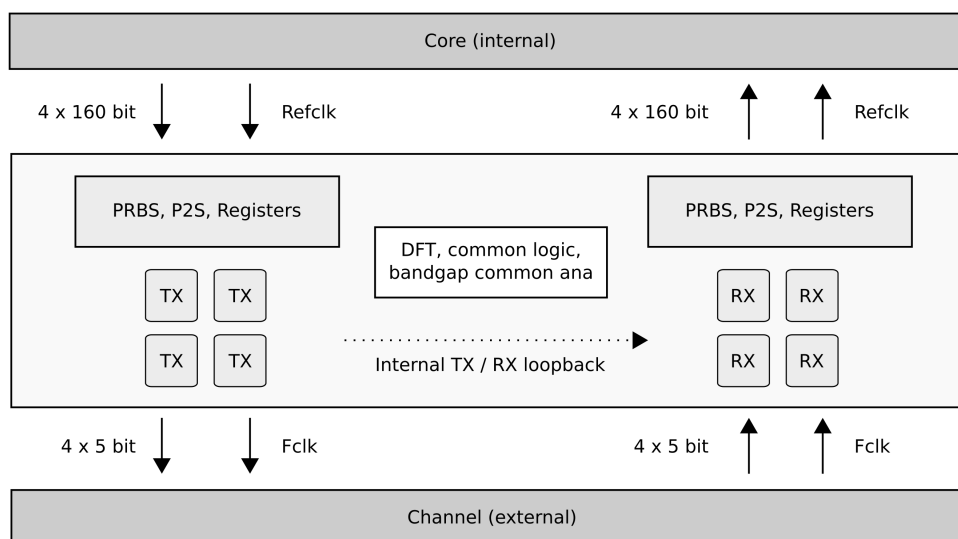 Core (internal)
4 x 160 bit
Refclk
4 x 160 bit
Refclk
PRBS, P2S, Registers
PRBS, P2S, Registers
DFT, common logic,
bandgap common ana
TX
TX
RX
RX
TX
TX
RX
RX
Internal TX / RX loopback
4 x 5 bit
Fclk
4 x 5 bit
Fclk
Channel (external)